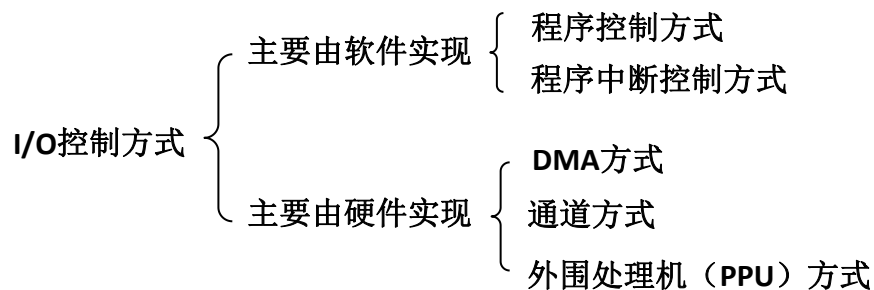 I/O控制方式
主要由软件实现
程序控制方式
程序中断控制方式
主要由硬件实现
DMA方式
通道方式
外围处理机（PPU）方式